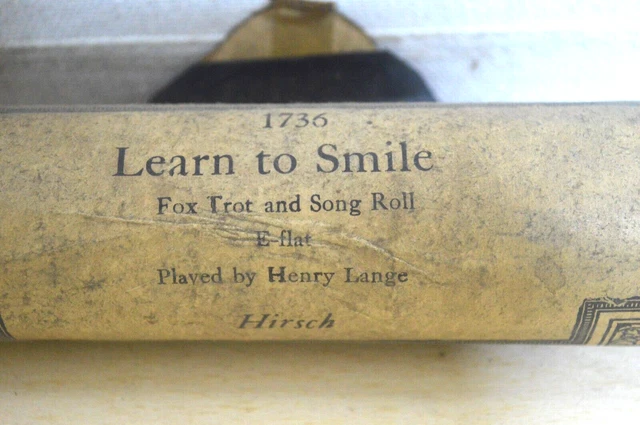 1736
Learn to Smile
Fox Trot and Song Roll
E-flat
Played by Henry Lange
Hirsch